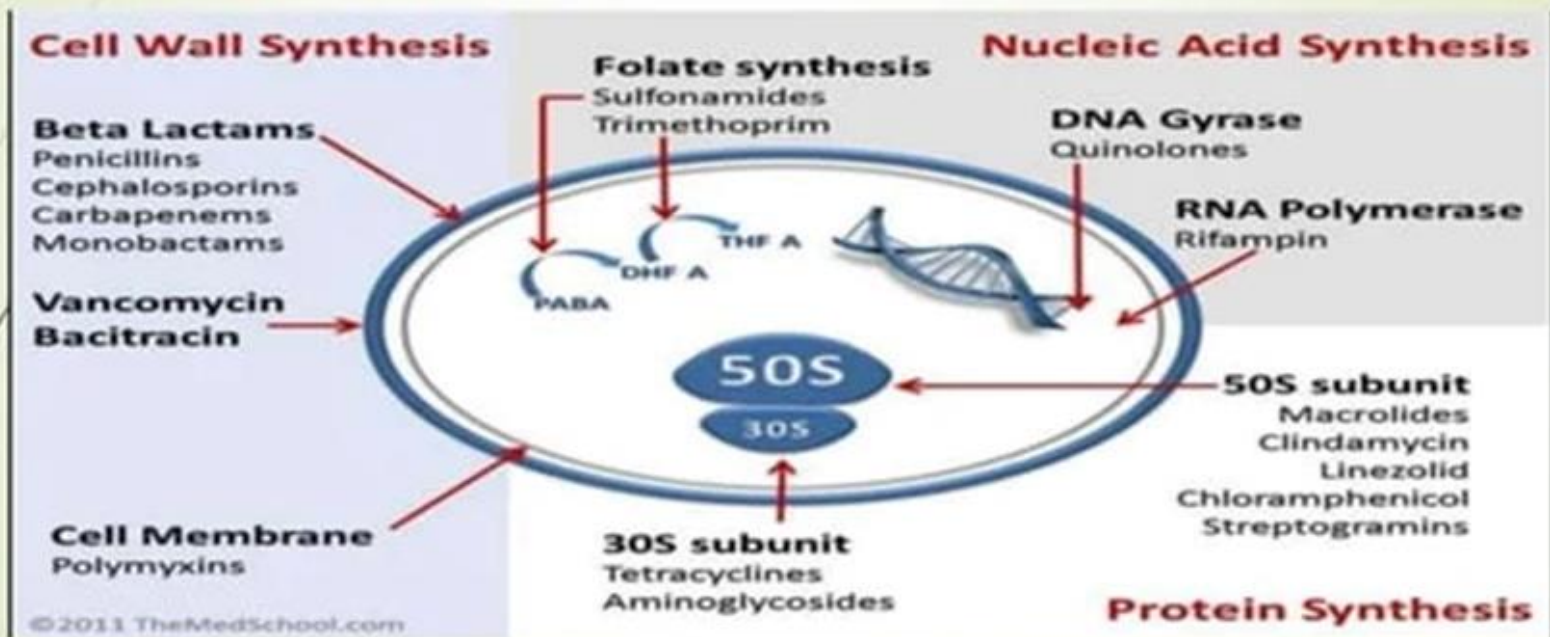 Cell Wall Synthesis
Beta Lactams
Penicillins
Cephalosporins
Carbapenems
Monobactams
Vancomycin
Bacitracin
Cell Membrane
Polymyxins
©2011 TheMedSchool.com
Folate synthesis
Sulfonamides
Trimethoprim
PABA
DHF A
THF A
Nucleic Acid Synthesis
DNA Gyrase
Quinolones
RNA Polymerase
Rifampin
50S
30S
30S subunit
Tetracyclines
Aminoglycosides
50S subunit
Macrolides
Clindamycin
Linezolid
Chloramphenicol
Streptogramins
Protein Synthesis